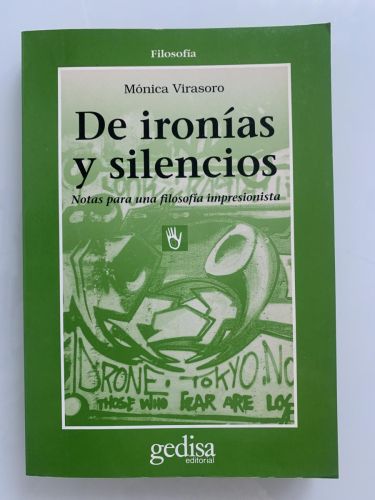 Filosofía
Mónica Virasoro
De ironías
y silencios
Notas para una filosofía impresionista
DRONE. TOKYO. NO
THOSE WHO FEAR ARE LOS
gedisa
editorial